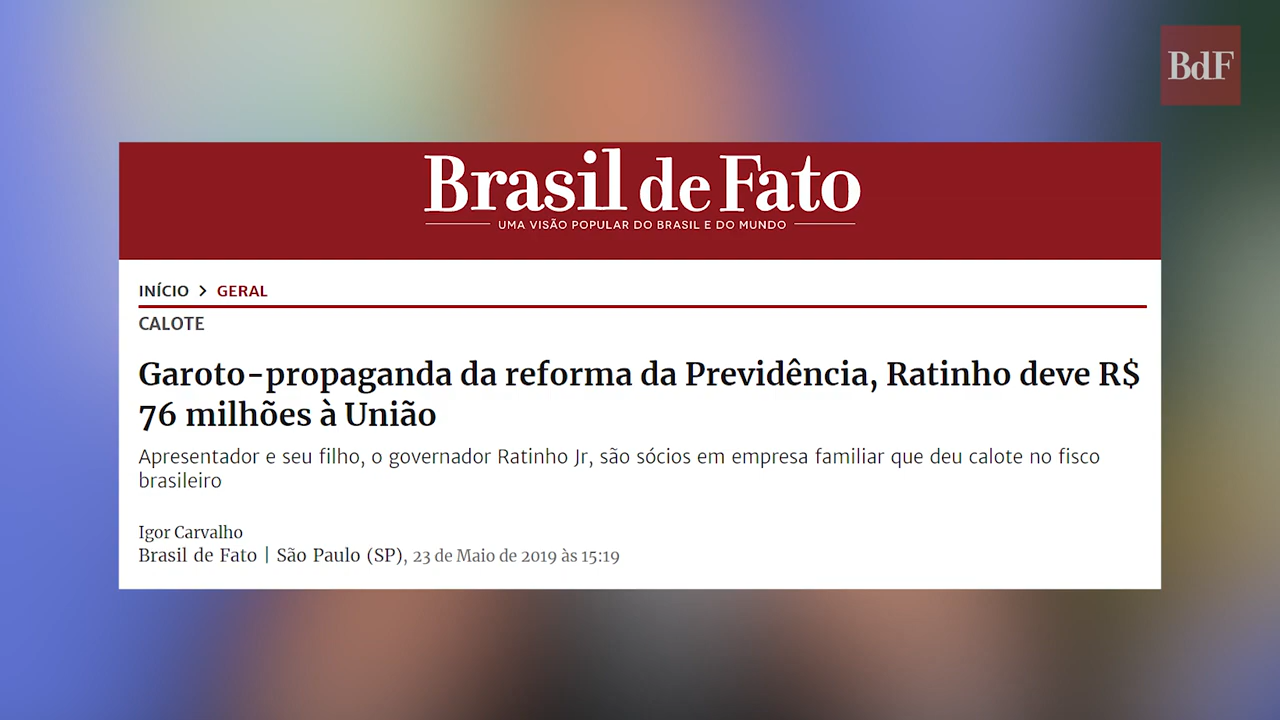 BdF
Brasil de Fato
UMA VISÃO POPULAR DO BRASIL E DO MUNDO
INÍCIO > GERAL
CALOTE
Garoto-propaganda da reforma da Previdência, Ratinho deve R$
76 milhões à União
Apresentador e seu filho, o governador Ratinho Jr, são sócios em empresa familiar que deu calote no fisco
brasileiro
Igor Carvalho
Brasil de Fato | São Paulo (SP), 23 de Maio de 2019 às 15:19